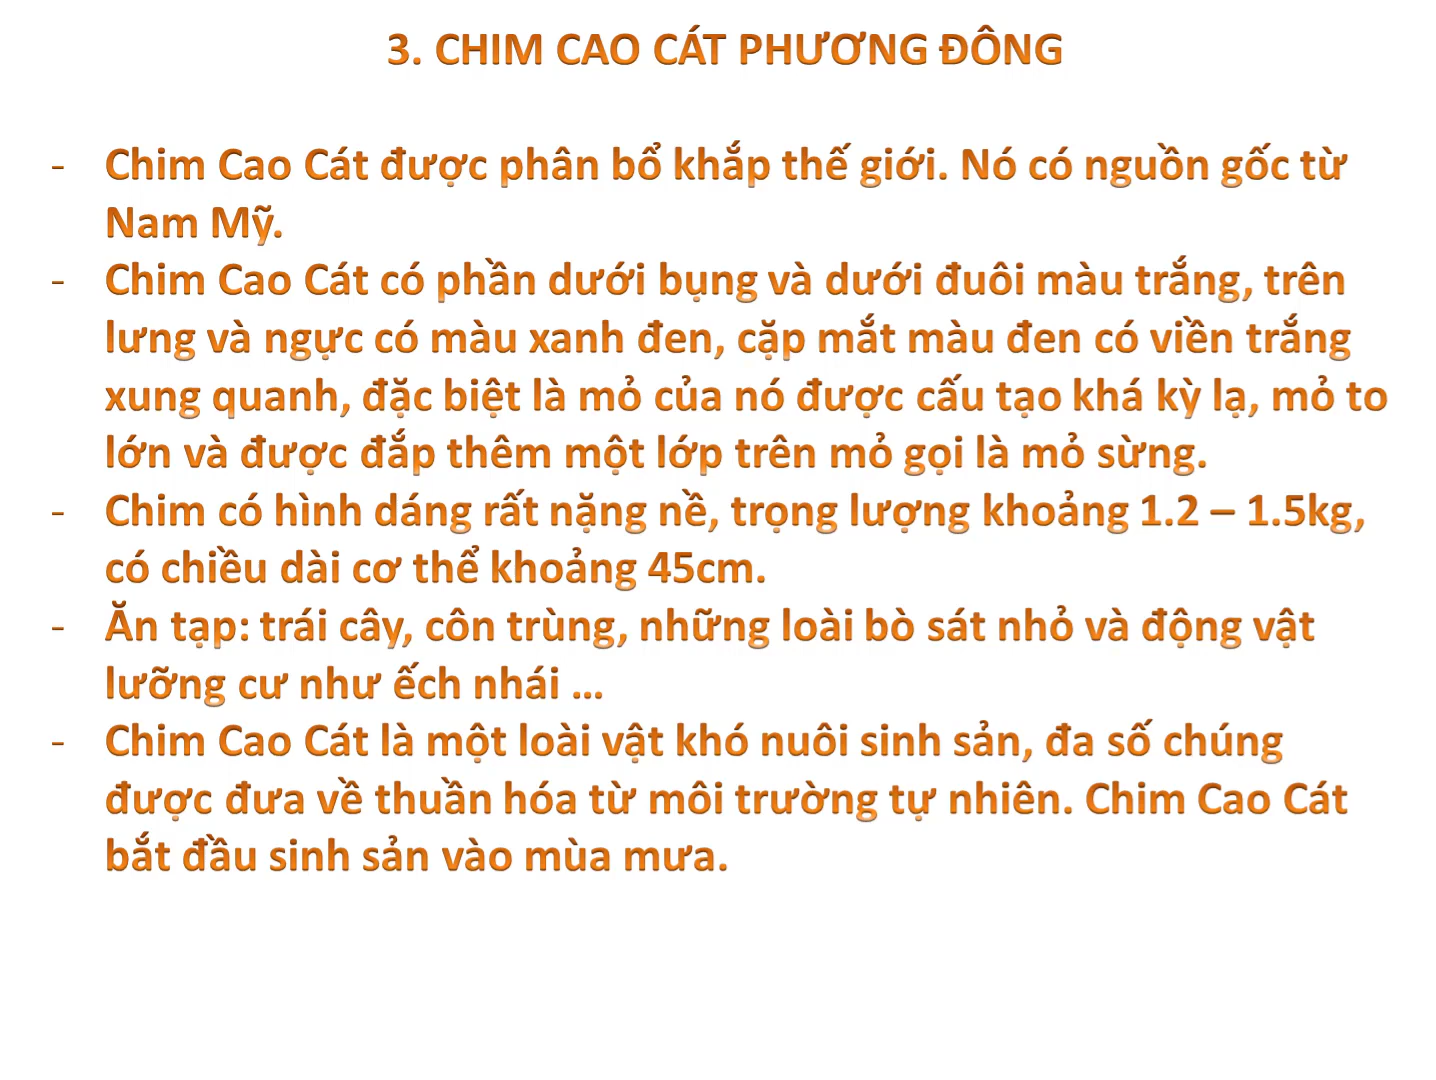 3. CHIM CAO CÁT PHƯƠNG ĐÔNG
- Chim Cao Cát được phân bổ khắp thế giới. Nó có nguồn gốc từ
Nam Mỹ.
- Chim Cao Cát có phần dưới bụng và dưới đuôi màu trắng, trên
lưng và ngực có màu xanh đen, cặp mắt màu đen có viền trắng
xung quanh, đặc biệt là mỏ của nó được cấu tạo khá kỳ lạ, mỏ to
lớn và được đắp thêm một lớp trên mỏ gọi là mỏ sừng.
- Chim có hình dáng rất nặng nề, trọng lượng khoảng 1.2 – 1.5kg,
có chiều dài cơ thể khoảng 45cm.
- Ăn tạp: trái cây, côn trùng, những loài bò sát nhỏ và động vật
lưỡng cư như ếch nhái ...
- Chim Cao Cát là một loài vật khó nuôi sinh sản, đa số chúng
được đưa về thuần hóa từ môi trường tự nhiên. Chim Cao Cát
bắt đầu sinh sản vào mùa mưa.